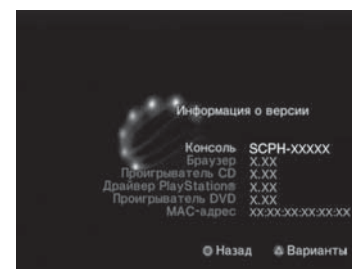 Информация о версии
Консоль SCPH-XXXXX
Браузер X.XX
Проигрыватель CD X.XX
Драйвер PlayStation® X.XX
Проигрыватель DVD X.XX
MAC-адрес XX:XX:XX:XX:XX:XX
Назад Варианты